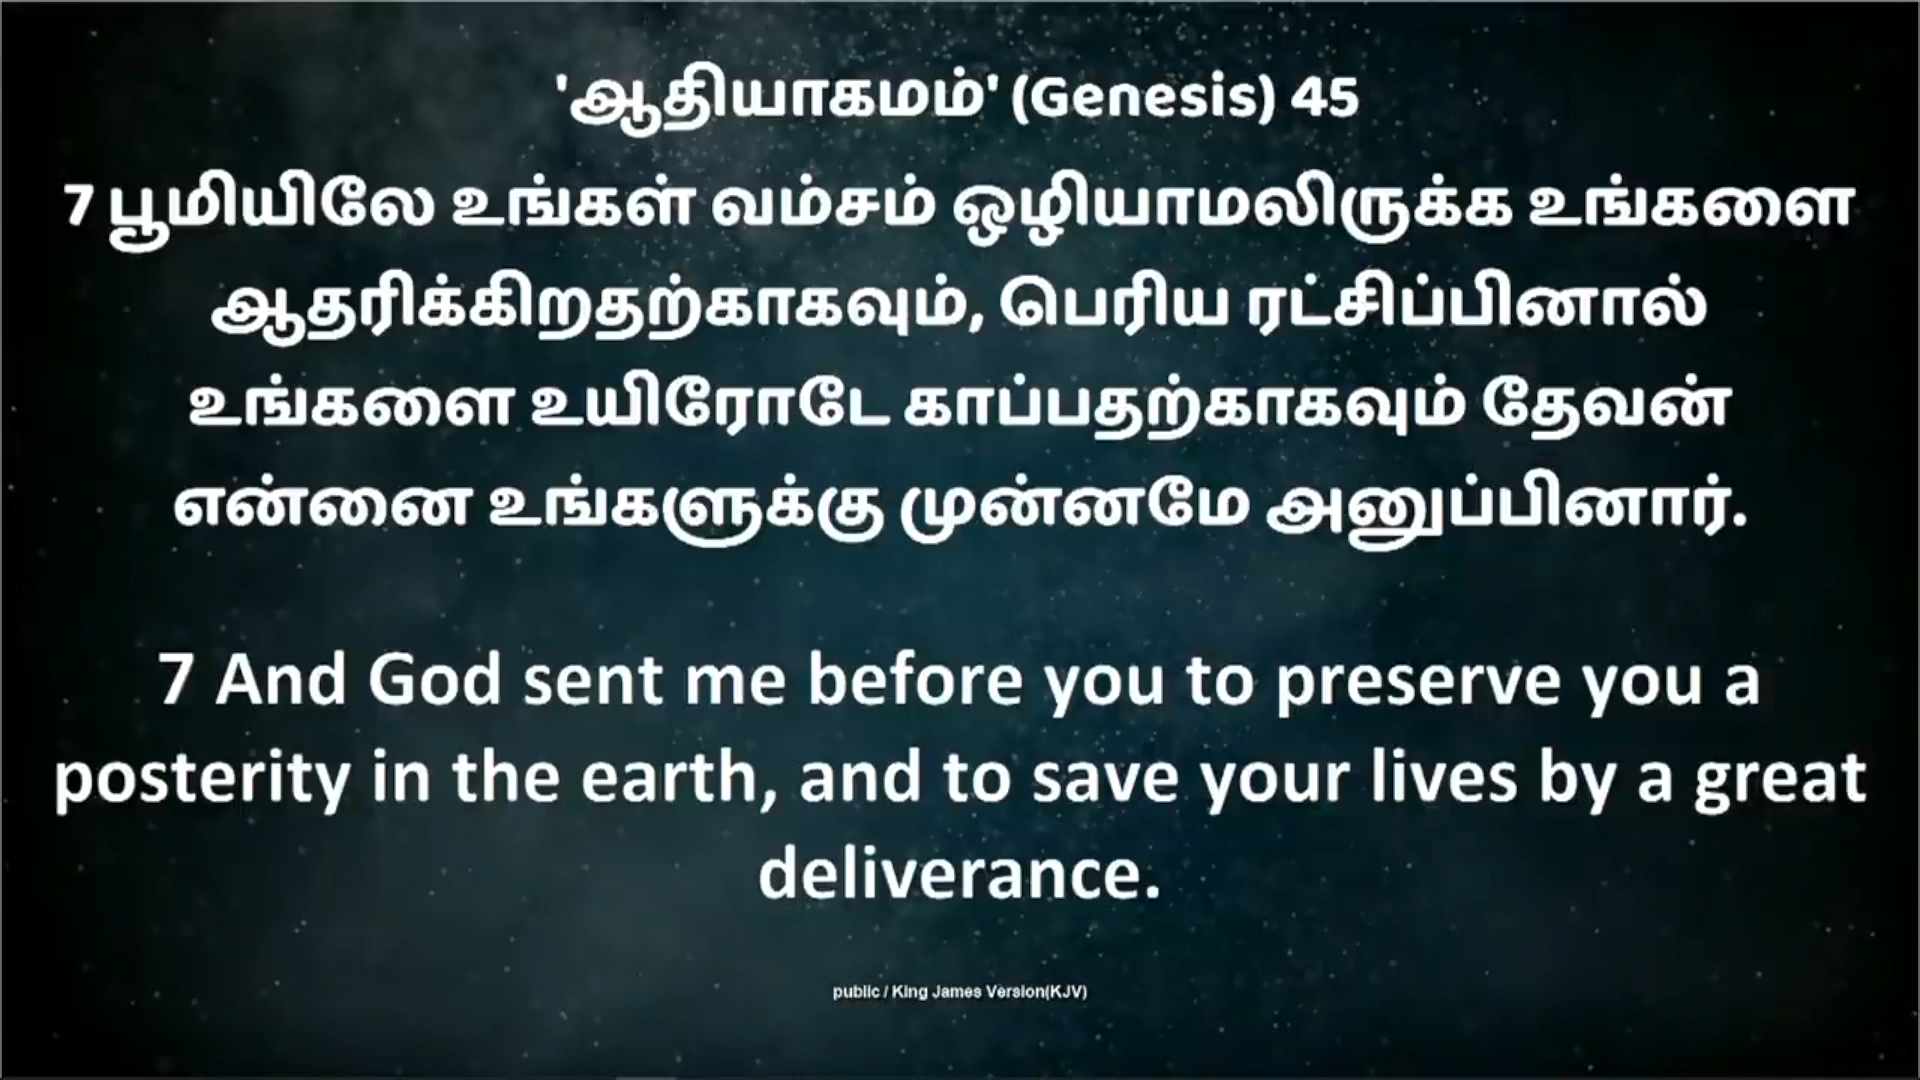 'ஆதியாகமம்' (Genesis) 45
7 பூமியிலே உங்கள் வம்சம் ஒழியாமலிருக்க உங்களை
ஆதரிக்கிறதற்காகவும், பெரிய ரட்சிப்பினால்
உங்களை உயிரோடே காப்பதற்காகவும் தேவன்
என்னை உங்களுக்கு முன்னமே அனுப்பினார்.
7 And God sent me before you to preserve you a
posterity in the earth, and to save your lives by a great
deliverance.
public / King James Version(KJV)